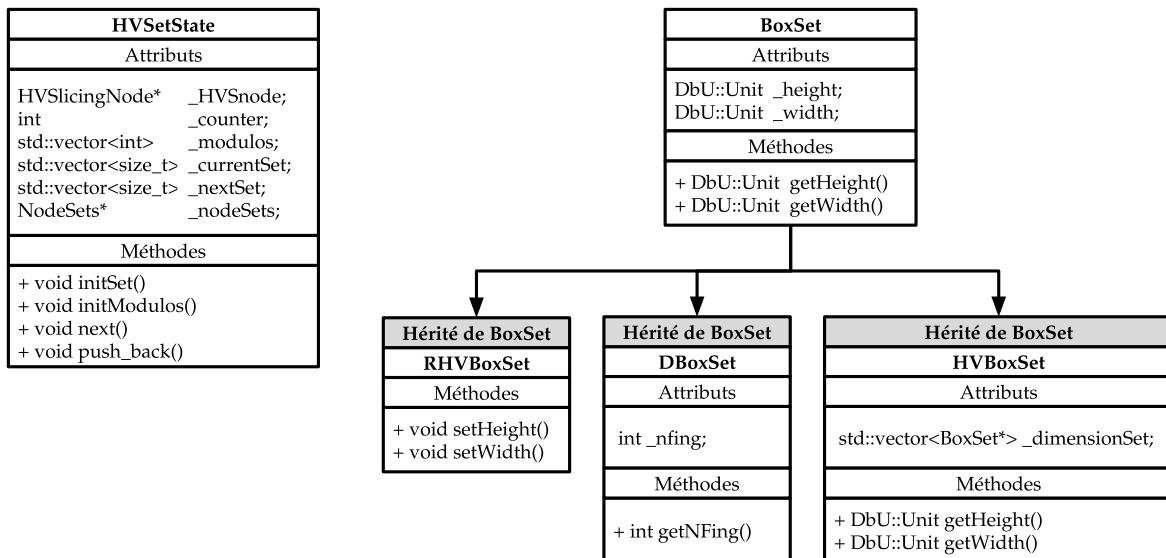 HVSetState
Attributs
HVSlicingNode* _HVSnode;
int _counter;
std::vector<int> _modulos;
std::vector<size_t> _currentSet;
std::vector<size_t> _nextSet;
NodeSets* _nodeSets;
Méthodes
+ void initSet()
+ void initModulos()
+ void next()
+ void push_back()
BoxSet
Attributs
DbU::Unit _height;
DbU::Unit _width;
Méthodes
+ DbU::Unit getHeight()
+ DbU::Unit getWidth()
Hérité de BoxSet
RHVBoxSet
Méthodes
+ void setHeight()
+ void setWidth()
Hérité de BoxSet
DBoxSet
Attributs
int _nfing;
Méthodes
+ int getNFing()
Hérité de BoxSet
HVBoxSet
Attributs
std::vector<BoxSet*> _dimensionSet;
Méthodes
+ DbU::Unit getHeight()
+ DbU::Unit getWidth()